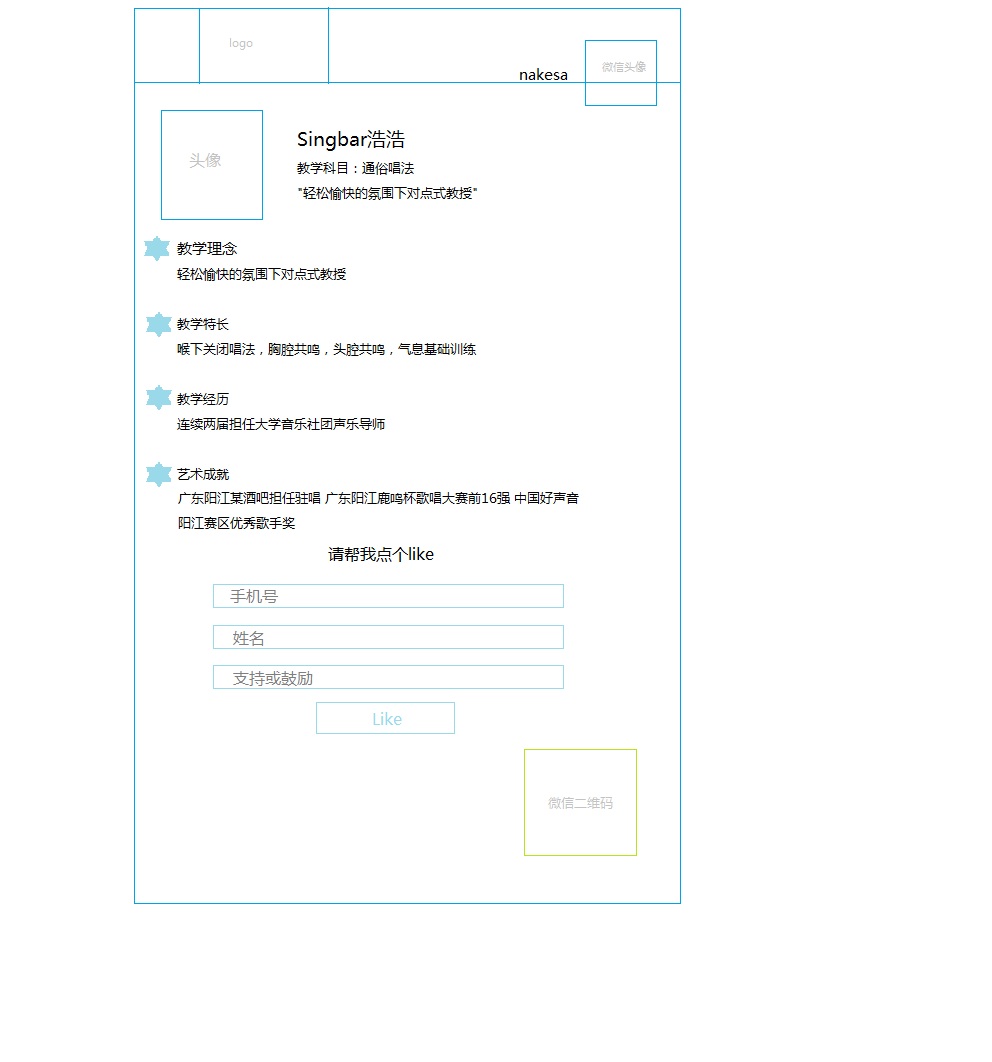 logo
微信头像
nakesa
头像
Singbar浩浩
教学科目：通俗唱法
"轻松愉快的氛围下对点式教授"
教学理念
轻松愉快的氛围下对点式教授
教学特长
喉下关闭唱法，胸腔共鸣，头腔共鸣，气息基础训练
教学经历
连续两届担任大学音乐社团声乐导师
艺术成就
广东阳江某酒吧担任驻唱 广东阳江鹿鸣杯歌唱大赛前16强 中国好声音
阳江赛区优秀歌手奖
请帮我点个like
手机号
姓名
支持或鼓励
Like
微信二维码